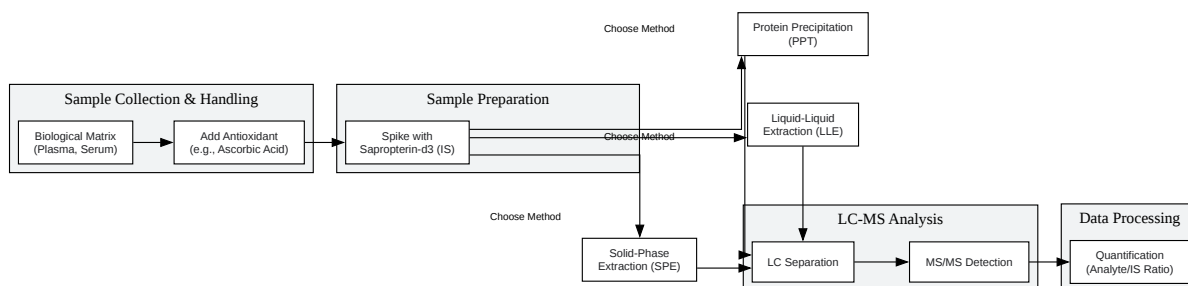 Choose Method
Protein Precipitation
(PPT)
Sample Collection & Handling
Sample Preparation
Biological Matrix
(Plasma, Serum)
Add Antioxidant
(e.g., Ascorbic Acid)
Spike with
Sapropterin-d3 (IS)
Choose Method
Liquid-Liquid
Extraction (LLE)
Choose Method
Solid-Phase
Extraction (SPE)
LC-MS Analysis
LC Separation
MS/MS Detection
Data Processing
Quantification
(Analyte/IS Ratio)